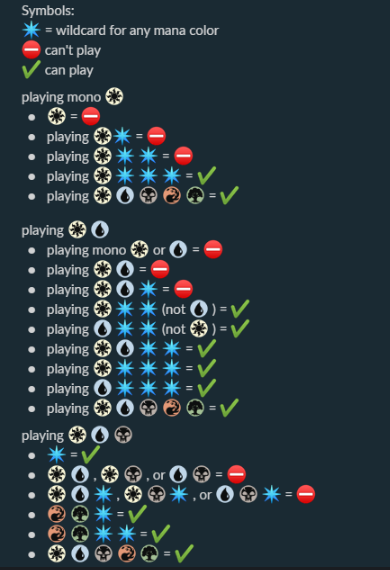 Symbols:
= wildcard for any mana color
can't play
can play
playing mono
=
playing =
playing =
playing =
playing =
playing
playing mono or =
playing =
playing =
playing (not ) =
playing (not ) =
playing =
playing =
playing =
playing =
playing
=
, , or =
, , or =
=
=
=